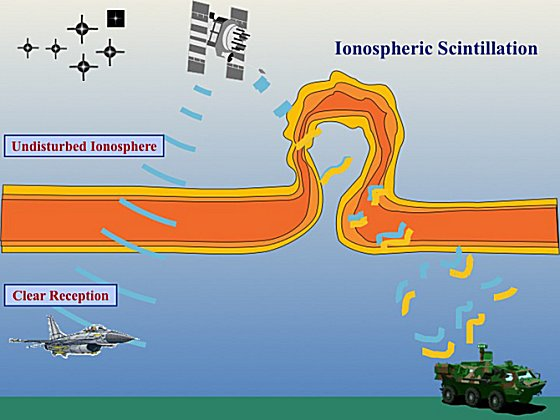 Ionospheric Scintillation
Undisturbed Ionosphere
Clear Reception